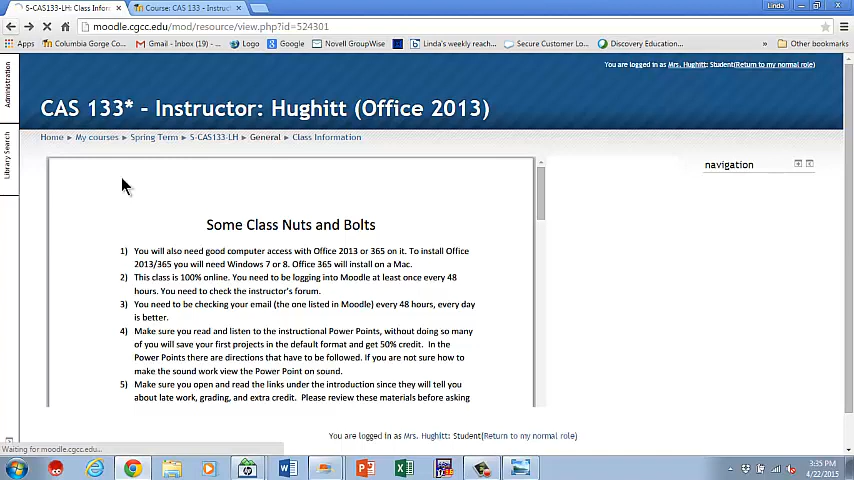 S-CAS133-LH: Class Inform
Course: CAS 133 - Instruct
Linda
moodle.cgcc.edu/mod/resource/view.php?id=524301
Apps
Columbia Gorge Com...
Gmail - Inbox (19) - ...
Logo
Google
Novell GroupWise
Linda's weekly reach...
Secure Customer Lo...
Discovery Education...
»
Other bookmarks
Administration
Library Search
You are logged in as Mrs. Hughitt: Student(Return to my normal role)
CAS 133* - Instructor: Hughitt (Office 2013)
Home ► My courses ► Spring Term ► S-CAS133-LH ► General ► Class Information
navigation
Some Class Nuts and Bolts
1) You will also need good computer access with Office 2013 or 365 on it. To install Office
2013/365 you will need Windows 7 or 8. Office 365 will install on a Mac.
2) This class is 100% online. You need to be logging into Moodle at least once every 48
hours. You need to check the instructor's forum.
3) You need to be checking your email (the one listed in Moodle) every 48 hours, every day
is better.
4) Make sure you read and listen to the instructional Power Points, without doing so many
of you will save your first projects in the default format and get 50% credit. In the
Power Points there are directions that have to be followed. If you are not sure how to
make the sound work view the Power Point on sound.
5) Make sure you open and read the links under the introduction since they will tell you
about late work, grading, and extra credit. Please review these materials before asking
You are logged in as Mrs. Hughitt: Student(Return to my normal role)
Waiting for moodle.cgcc.edu...
3:35 PM
4/22/2015